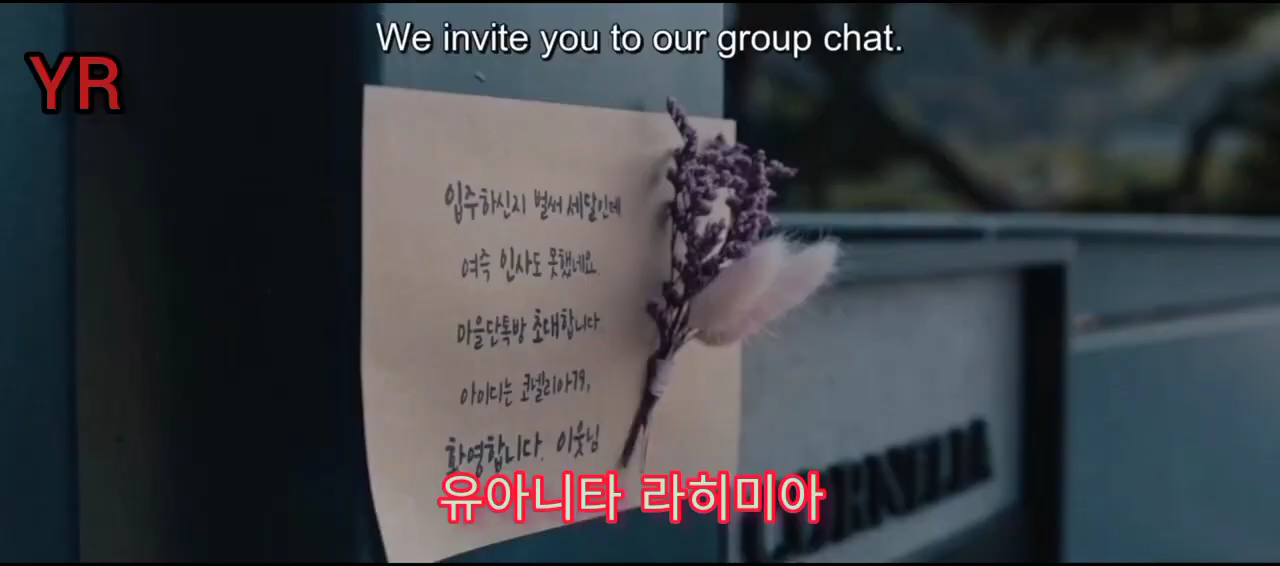 We invite you to our group chat.
YR
입주하신지 벌써 세달인데
여즉 인사도 못했네요.
마을단톡방 초대합니다
아이디는 코넬리아79,
환영합니다. 이웃님
유아니타 라히미아
CORNELIA